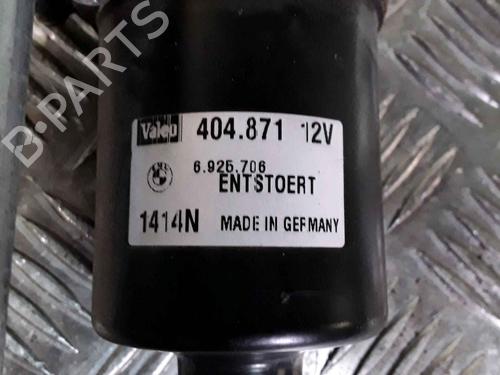 Valeo 404.871 12V
6.925.706
ENTSTOERT
1414N MADE IN GERMANY
B-PARTS